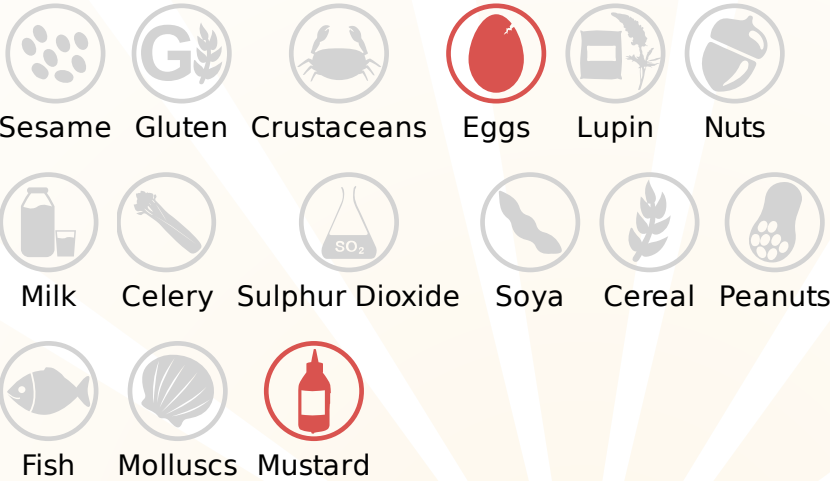 G
Sesame Gluten Crustaceans Eggs Lupin Nuts
SO₂
Milk Celery Sulphur Dioxide Soya Cereal Peanuts
Fish Molluscs Mustard